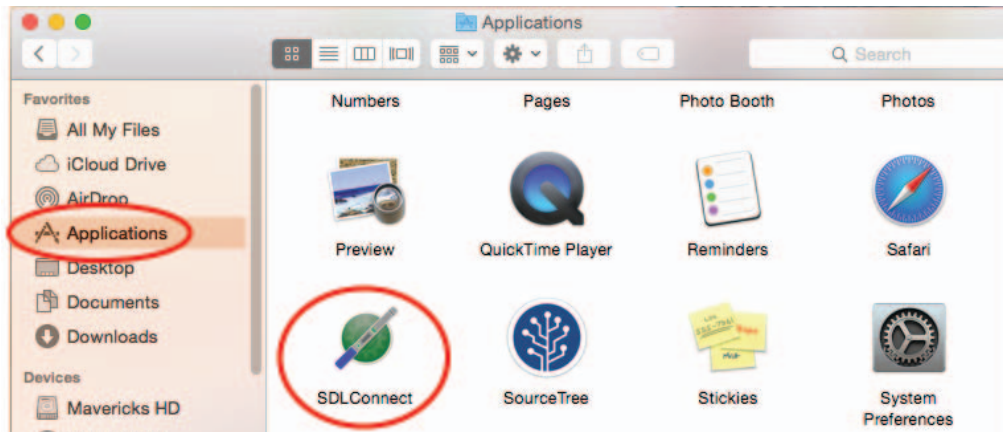 Applications
Search
Favorites
All My Files
iCloud Drive
AirDrop
Applications
Desktop
Documents
Downloads
Devices
Mavericks HD
Numbers
Pages
Photo Booth
Photos
Preview
QuickTime Player
Reminders
Safari
SDLConnect
SourceTree
Stickies
System
Preferences